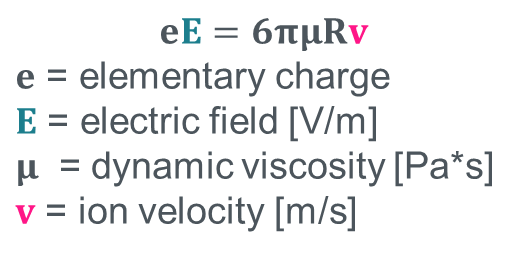 eE = 6πμRv
e = elementary charge
E = electric field [V/m]
μ = dynamic viscosity [Pa*s]
v = ion velocity [m/s]